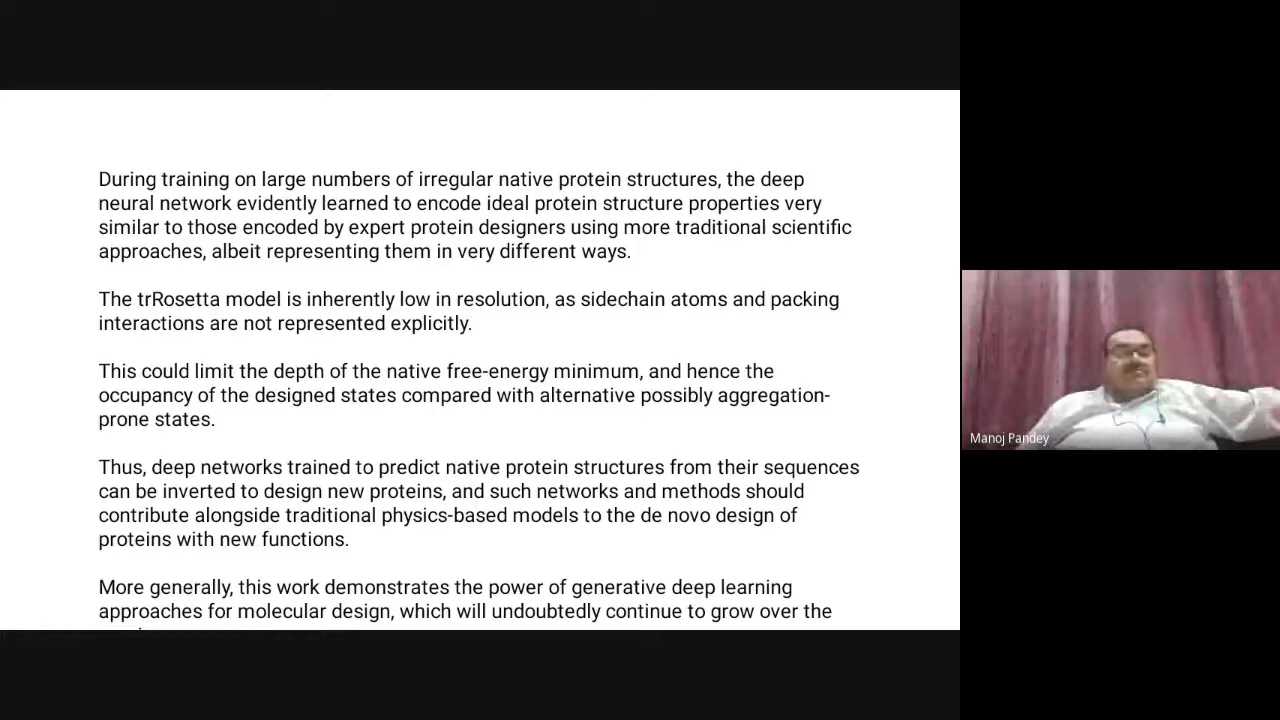 During training on large numbers of irregular native protein structures, the deep
neural network evidently learned to encode ideal protein structure properties very
similar to those encoded by expert protein designers using more traditional scientific
approaches, albeit representing them in very different ways.
The trRosetta model is inherently low in resolution, as sidechain atoms and packing
interactions are not represented explicitly.
This could limit the depth of the native free-energy minimum, and hence the
occupancy of the designed states compared with alternative possibly aggregation-
prone states.
Thus, deep networks trained to predict native protein structures from their sequences
can be inverted to design new proteins, and such networks and methods should
contribute alongside traditional physics-based models to the de novo design of
proteins with new functions.
More generally, this work demonstrates the power of generative deep learning
approaches for molecular design, which will undoubtedly continue to grow over the
Manoj Pandey